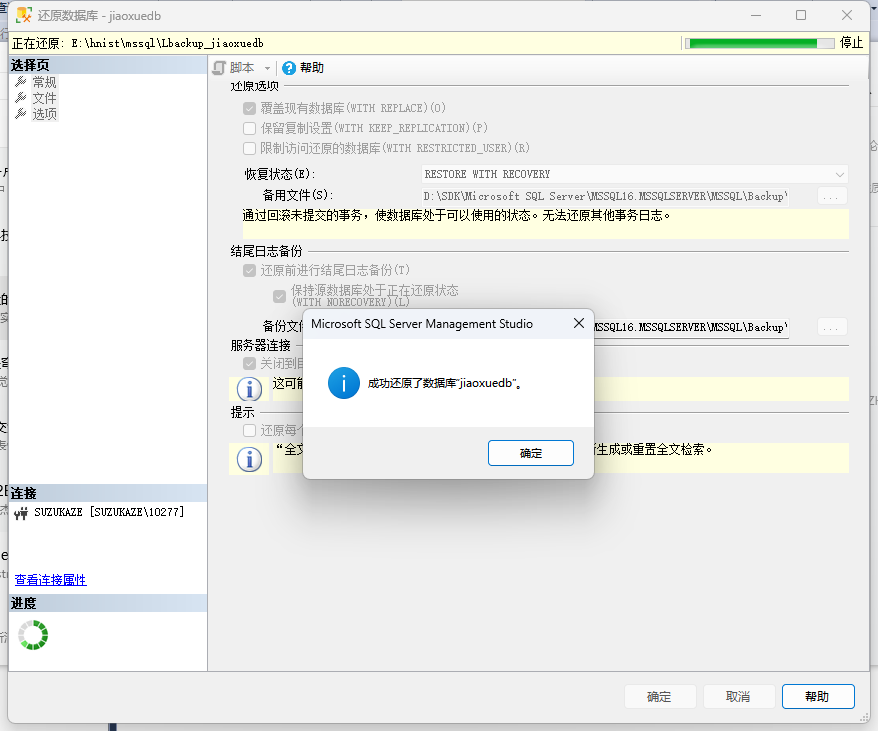 还原数据库 - jiaoxuedb
正在还原: E:\hnist\mssql\Lbackup_jiaoxuedb
停止
选择页
常规
文件
选项
脚本
帮助
还原选项
覆盖现有数据库(WITH REPLACE)(O)
保留复制设置(WITH KEEP_REPLICATION)(P)
限制访问还原的数据库(WITH RESTRICTED_USER)(R)
恢复状态(E):
RESTORE WITH RECOVERY
备用文件(S):
D:\SDK\Microsoft SQL Server\MSSQL16.MSSQLSERVER\MSSQL\Backup\
...
通过回滚未提交的事务，使数据库处于可以使用的状态。无法还原其他事务日志。
结尾日志备份
还原前进行结尾日志备份(T)
保持源数据库处于正在还原状态
(WITH NORECOVERY)(L)
备份文件
MSSQL16.MSSQLSERVER\MSSQL\Backup\
...
服务器连接
关闭到目
这可能
提示
还原每个
“全文
新生成或重置全文检索。
Microsoft SQL Server Management Studio
成功还原了数据库“jiaoxuedb”。
确定
连接
SUZUKAZE [SUZUKAZE\10277]
查看连接属性
进度
确定
取消
帮助